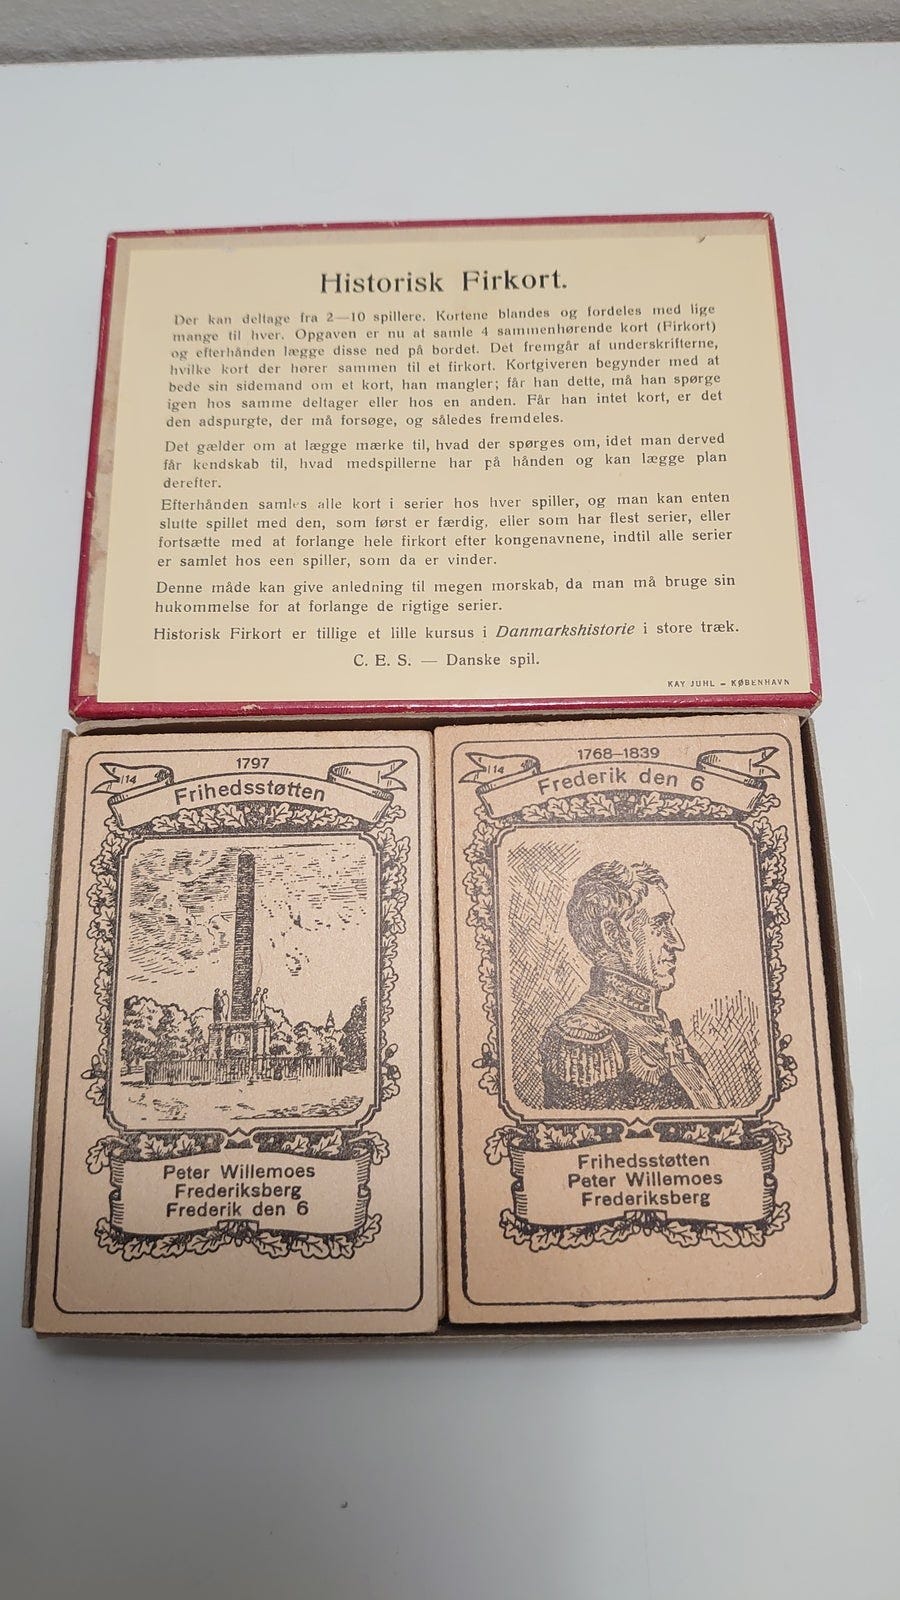 Historisk Firkort.
Der kan deltage fra 2—10 spillere. Kortene blandes og fordeles med lige
mange til hver. Opgaven er nu at samle 4 sammenhørende kort (Firkort)
og efterhånden lægge disse ned på bordet. Det fremgår af underskrifterne,
hvilke kort der hører sammen til et firkort. Kortgiveren begynder med at
bede sin sidemand om et kort, han mangler; får han dette, må han spørge
igen hos samme deltager eller hos en anden. Får han intet kort, er det
den adspurgte, der må forsøge, og således fremdeles.
Det gælder om at lægge mærke til, hvad der spørges om, idet man derved
får kendskab til, hvad medspillerne har på hånden og kan lægge plan
derefter.
Efterhånden samles alle kort i serier hos hver spiller, og man kan enten
slutte spillet med den, som først er færdig, eller som har flest serier, eller
fortsætte med at forlange hele firkort efter kongenavnene, indtil alle serier
er samlet hos een spiller, som da er vinder.
Denne måde kan give anledning til megen morskab, da man må bruge sin
hukommelse for at forlange de rigtige serier.
Historisk Firkort er tillige et lille kursus i Danmarkshistorie i store træk.
C. E. S. — Danske spil.
KAY JUHL – KØBENHAVN
1797
14
Frihedsstøtten
Peter Willemoes
Frederiksberg
Frederik den 6
1768–1839
14
Frederik den 6
Frihedsstøtten
Peter Willemoes
Frederiksberg